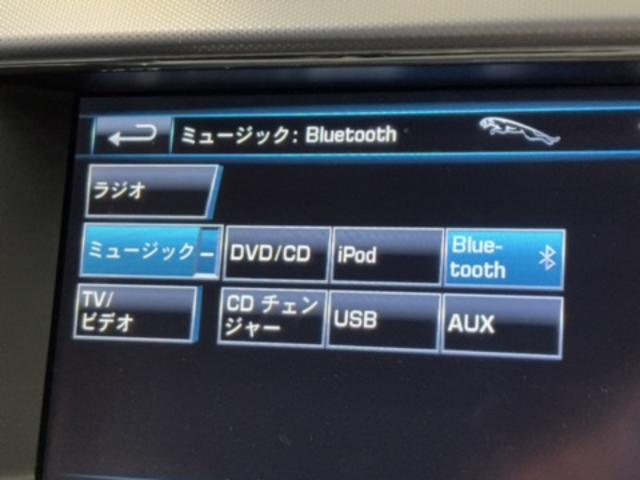 ミュージック: Bluetooth
ラジオ
ミュージック
DVD/CD
iPod
Blue-
tooth
TV/
ビデオ
CD チェン
ジャー
USB
AUX